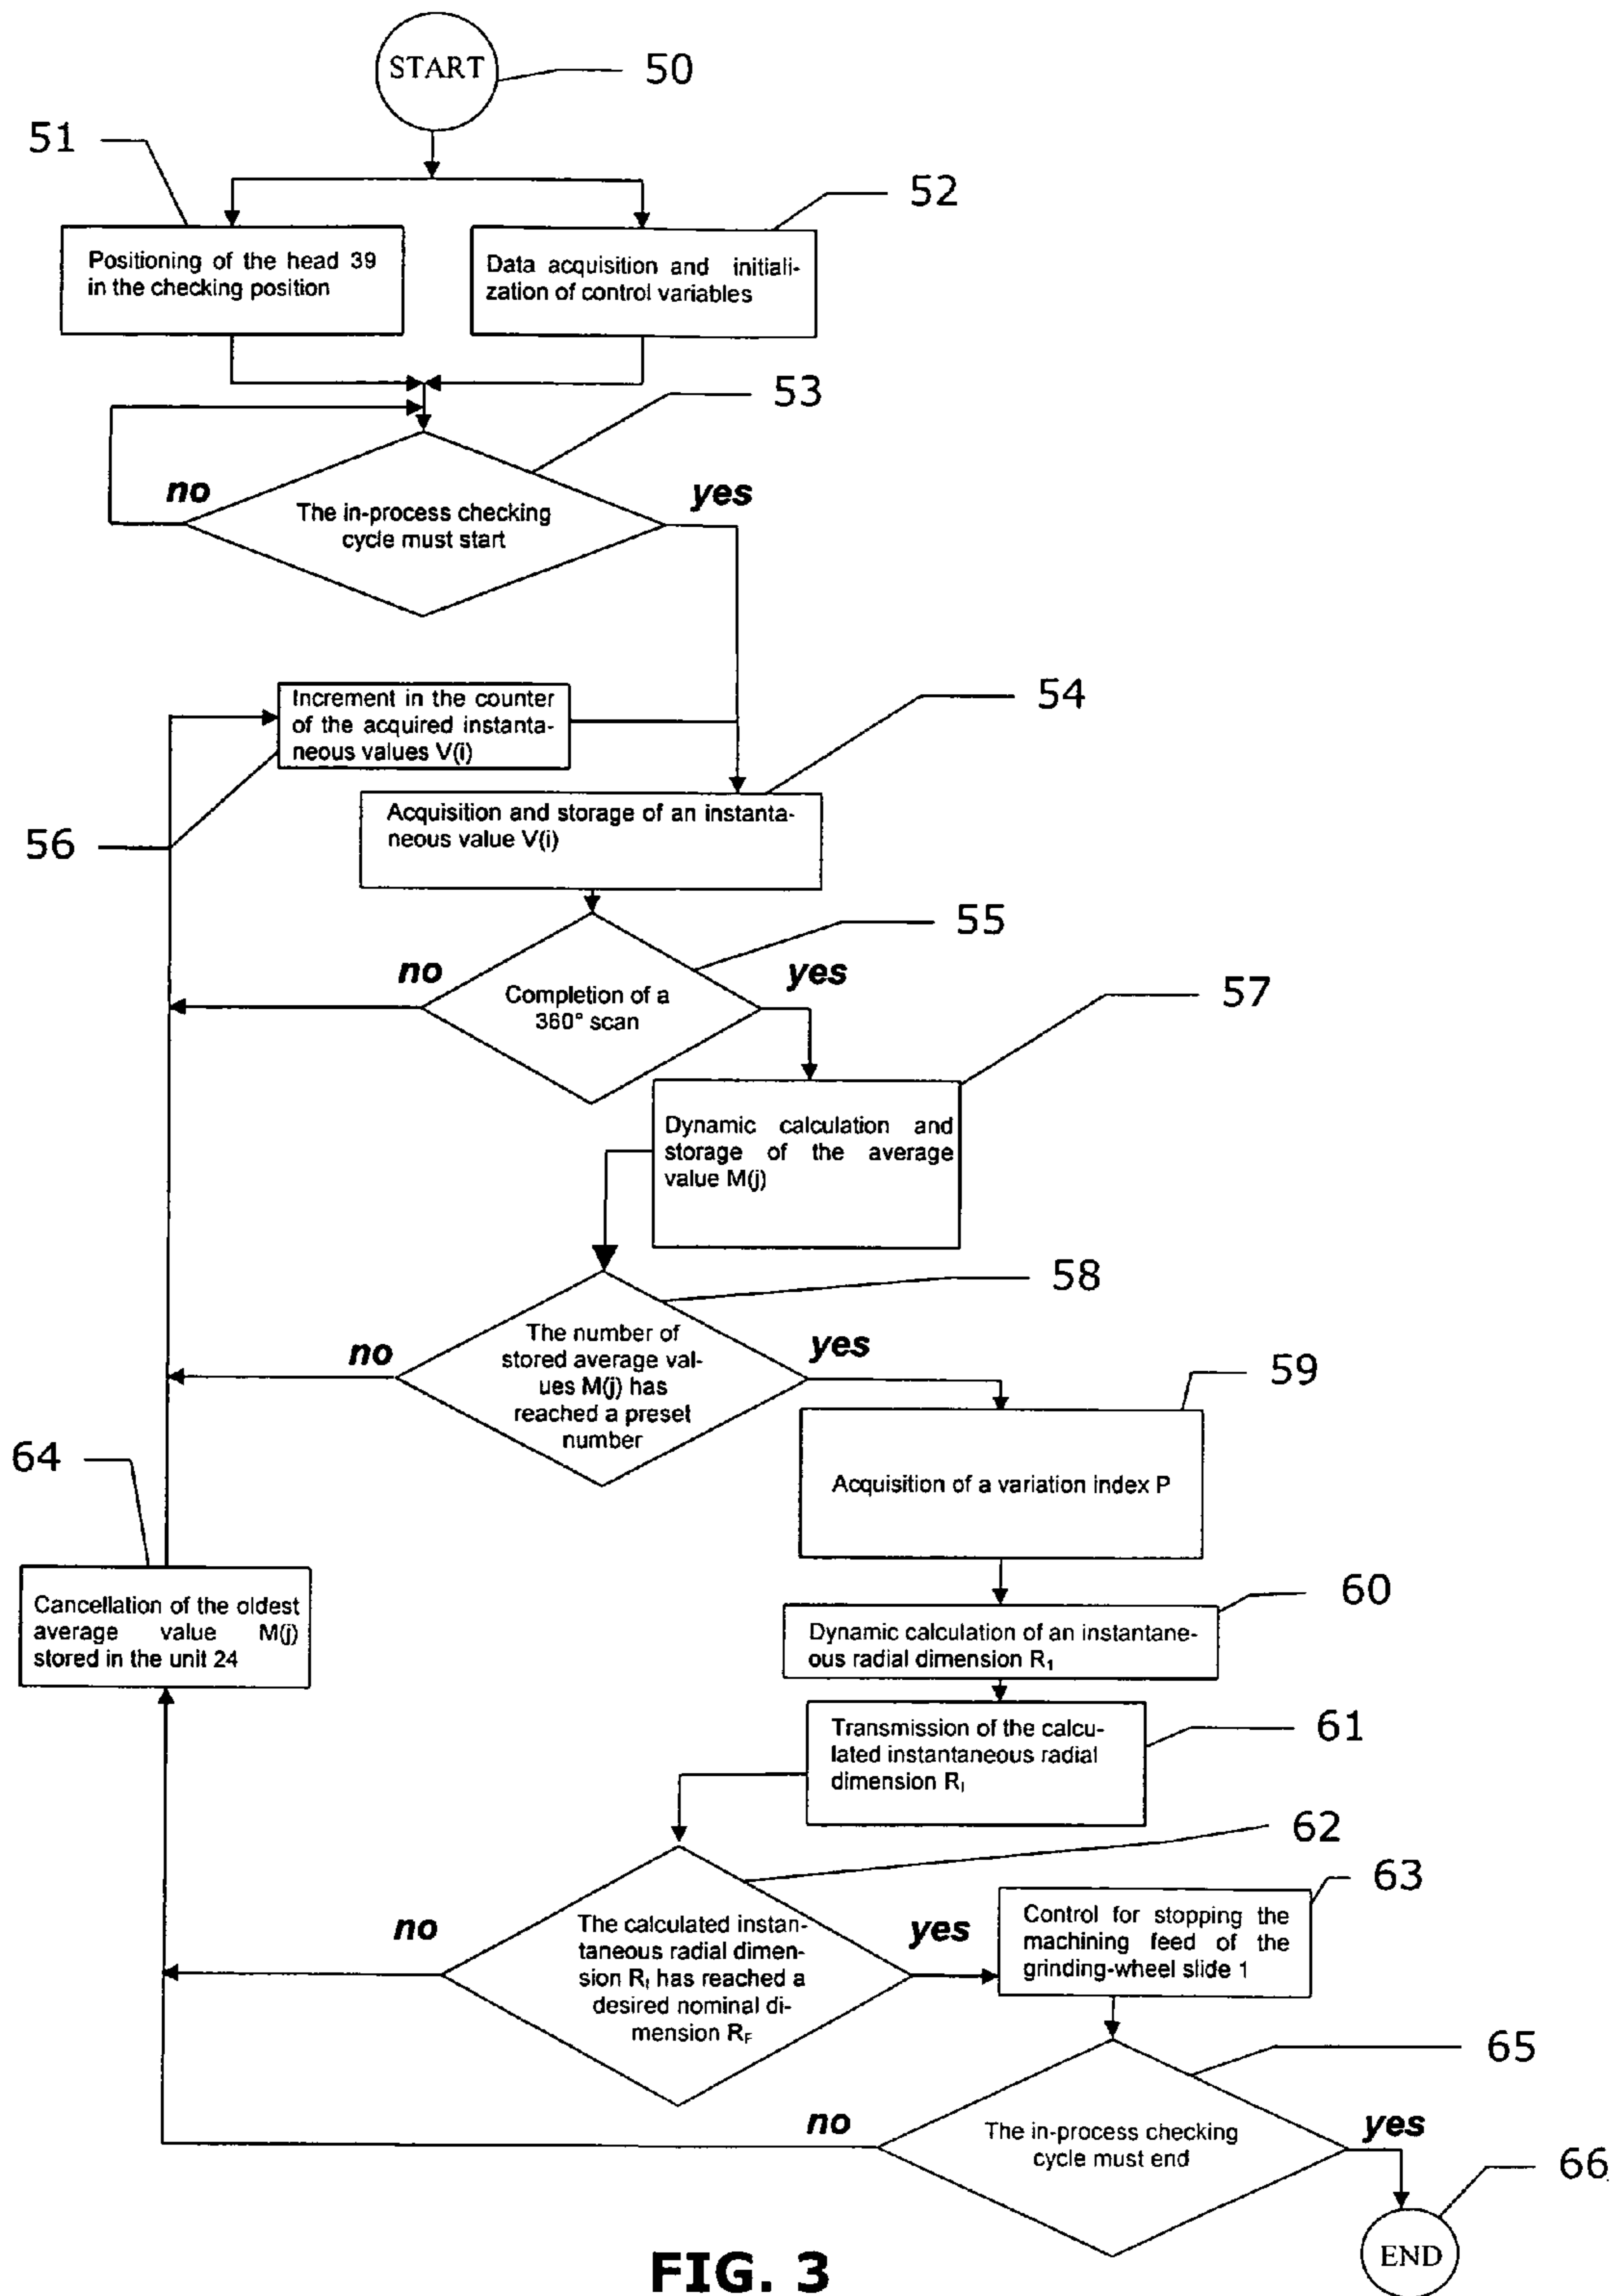 START
50
51
52
Positioning of the head 39
in the checking position
Data acquisition and initiali-
zation of control variables
53
no
yes
The in-process checking
cycle must start
54
Increment in the counter
of the acquired instanta-
neous values V(i)
Acquisition and storage of an instanta-
neous value V(i)
56
55
no
yes
Completion of a
360° scan
57
Dynamic calculation and
storage of the average
value M(j)
58
no
yes
The number of
stored average val-
ues M(j) has
reached a preset
number
59
Acquisition of a variation index P
64
Cancellation of the oldest
average value M(j)
stored in the unit 24
60
Dynamic calculation of an instantane-
ous radial dimension R₁
61
Transmission of the calcu-
lated instantaneous radial
dimension Rₗ
62
63
no
yes
The calculated instan-
taneous radial dimen-
sion Rₗ has reached a
desired nominal di-
mension RF
Control for stopping the
machining feed of the
grinding-wheel slide 1
65
no
yes
The in-process checking
cycle must end
66
END
FIG. 3